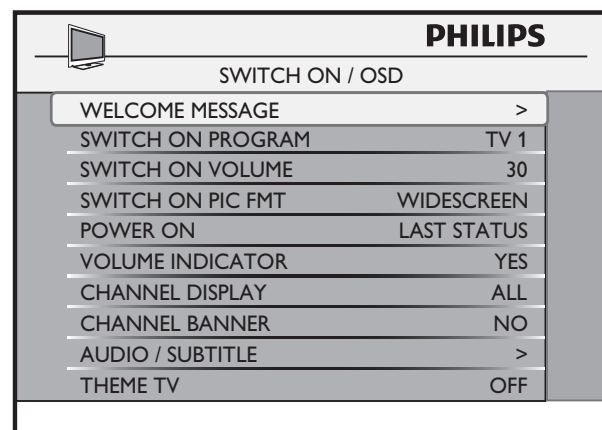 PHILIPS
SWITCH ON / OSD
WELCOME MESSAGE >
SWITCH ON PROGRAM TV 1
SWITCH ON VOLUME 30
SWITCH ON PIC FMT WIDESCREEN
POWER ON LAST STATUS
VOLUME INDICATOR YES
CHANNEL DISPLAY ALL
CHANNEL BANNER NO
AUDIO / SUBTITLE >
THEME TV OFF